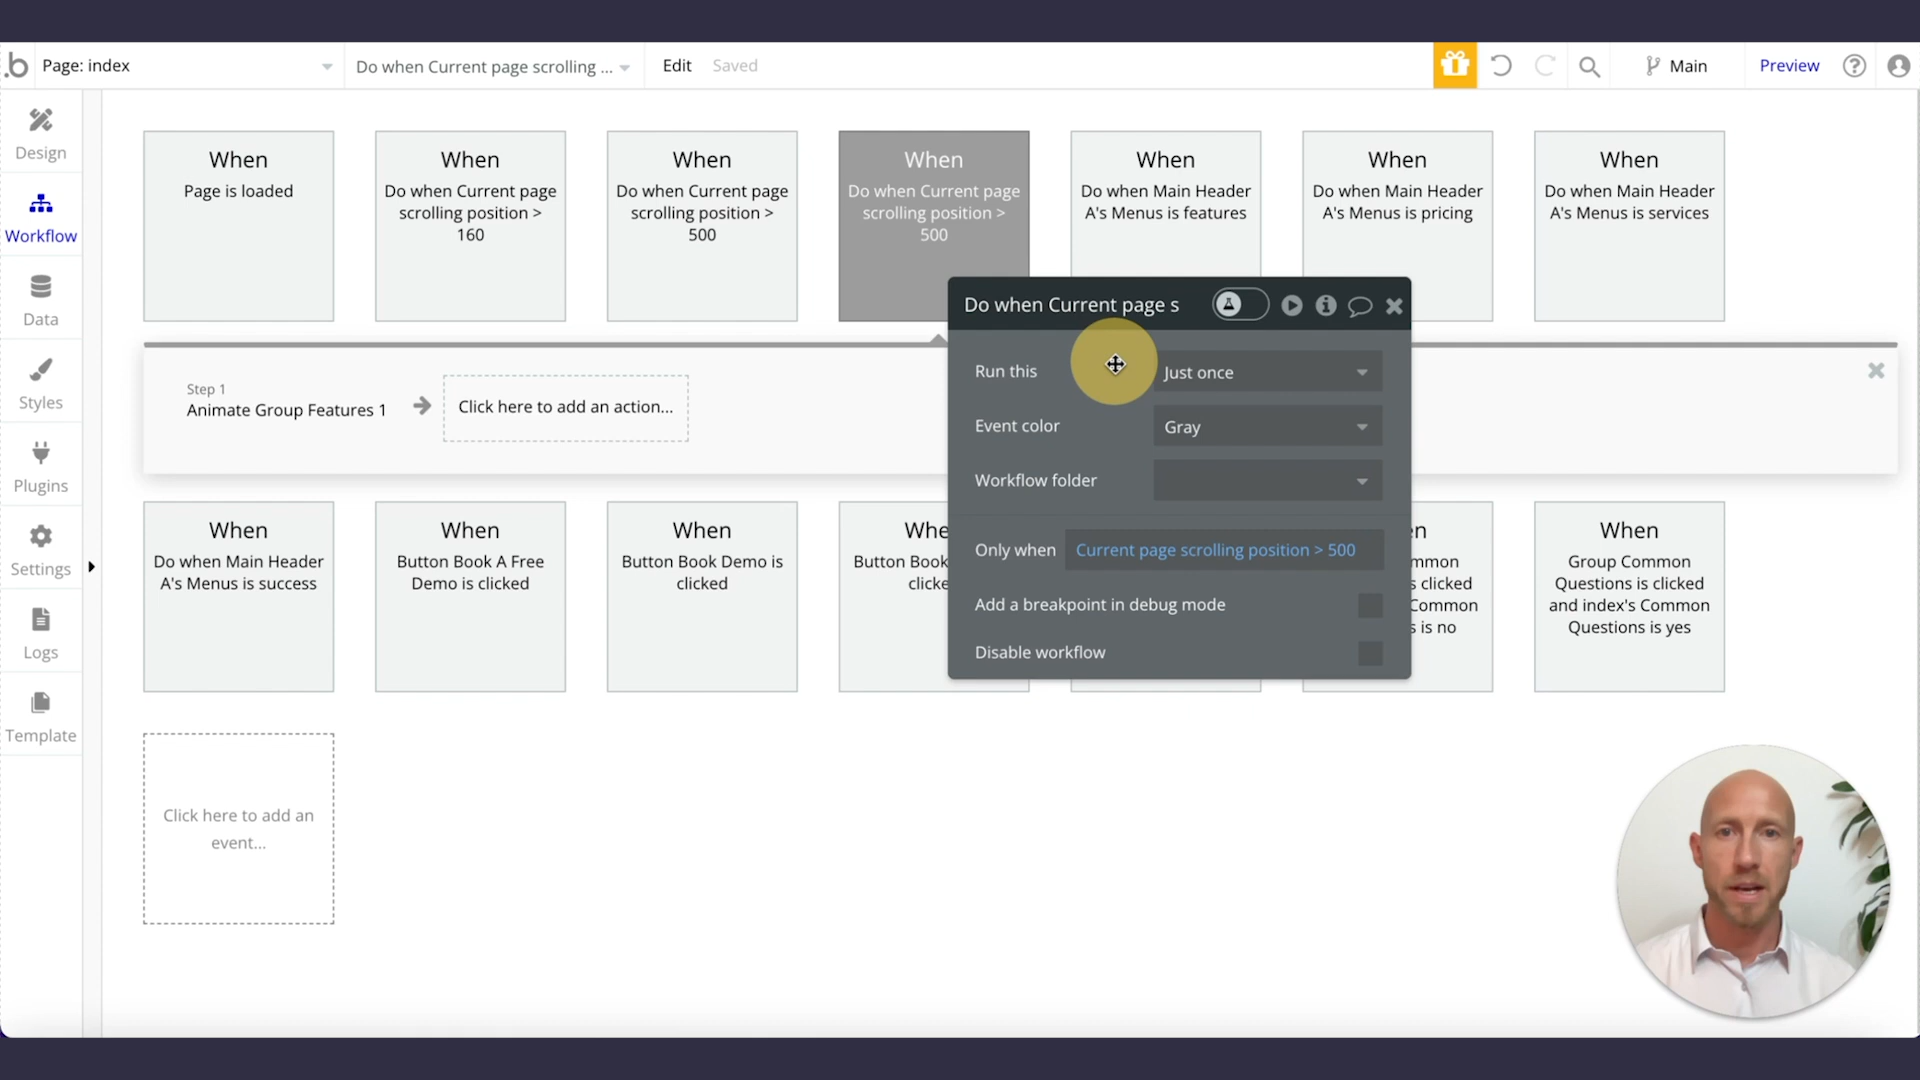 .b
Page: index
Do when Current page scrolling ...
Edit
Saved
Main
Preview
?
Design
Workflow
Data
Styles
Plugins
Settings
Logs
Template
When
Page is loaded
When
Do when Current page
scrolling position >
160
When
Do when Current page
scrolling position >
500
When
Do when Current page
scrolling position >
500
When
Do when Main Header
A's Menus is features
When
Do when Main Header
A's Menus is pricing
When
Do when Main Header
A's Menus is services
Step 1
Animate Group Features 1
Click here to add an action...
Do when Current page s
Run this
Just once
Event color
Gray
Workflow folder
Only when
Current page scrolling position > 500
Add a breakpoint in debug mode
Disable workflow
When
Do when Main Header
A's Menus is success
When
Button Book A Free
Demo is clicked
When
Button Book Demo is
clicked
Whe
Button Book
clicke
n
mmon
s clicked
Common
s is no
When
Group Common
Questions is clicked
and index's Common
Questions is yes
Click here to add an
event...